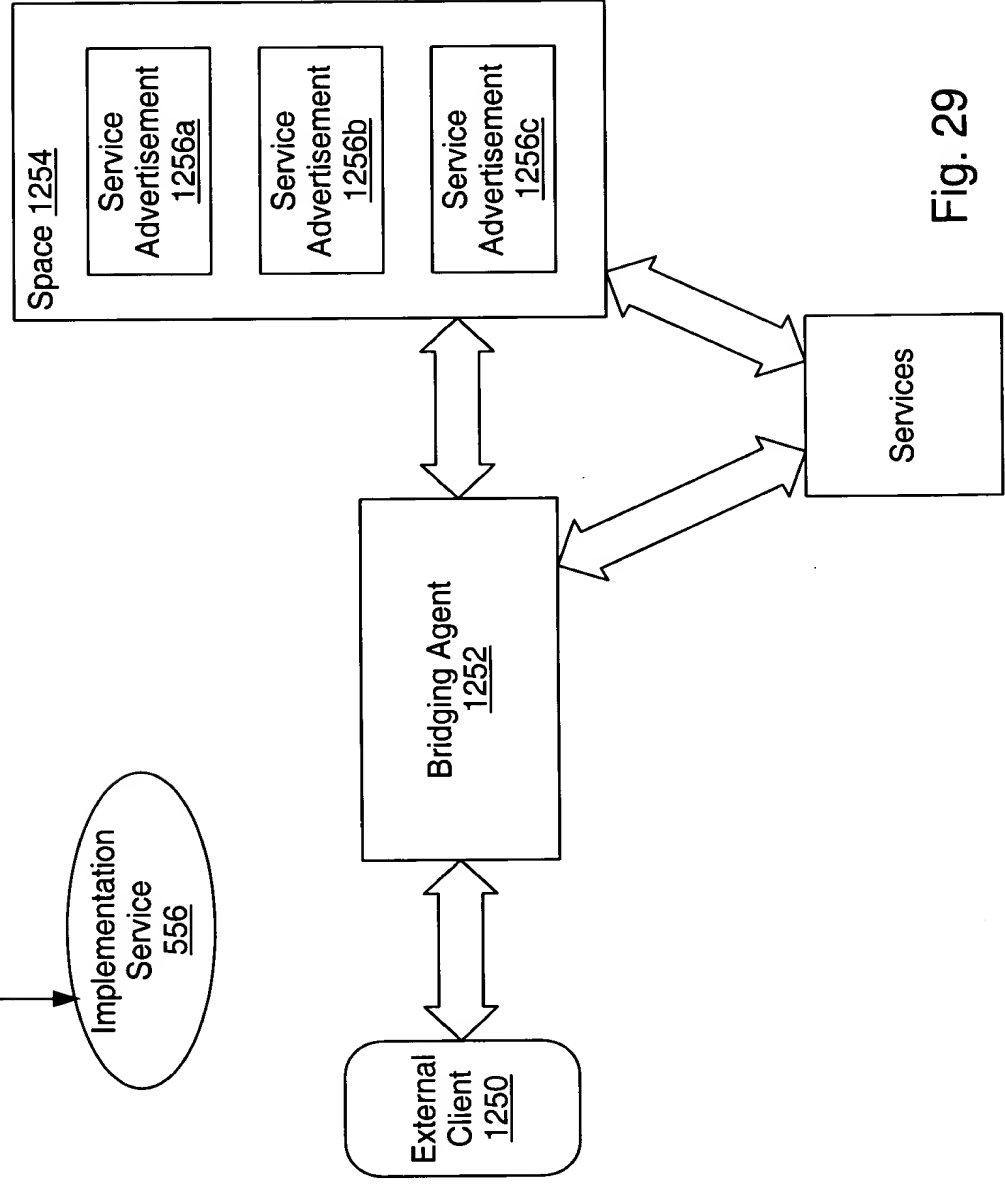 Implementation
Service
556
External
Client
1250
Bridging Agent
1252
Space 1254
Service
Advertisement
1256a
Service
Advertisement
1256b
Service
Advertisement
1256c
Services
Fig. 29